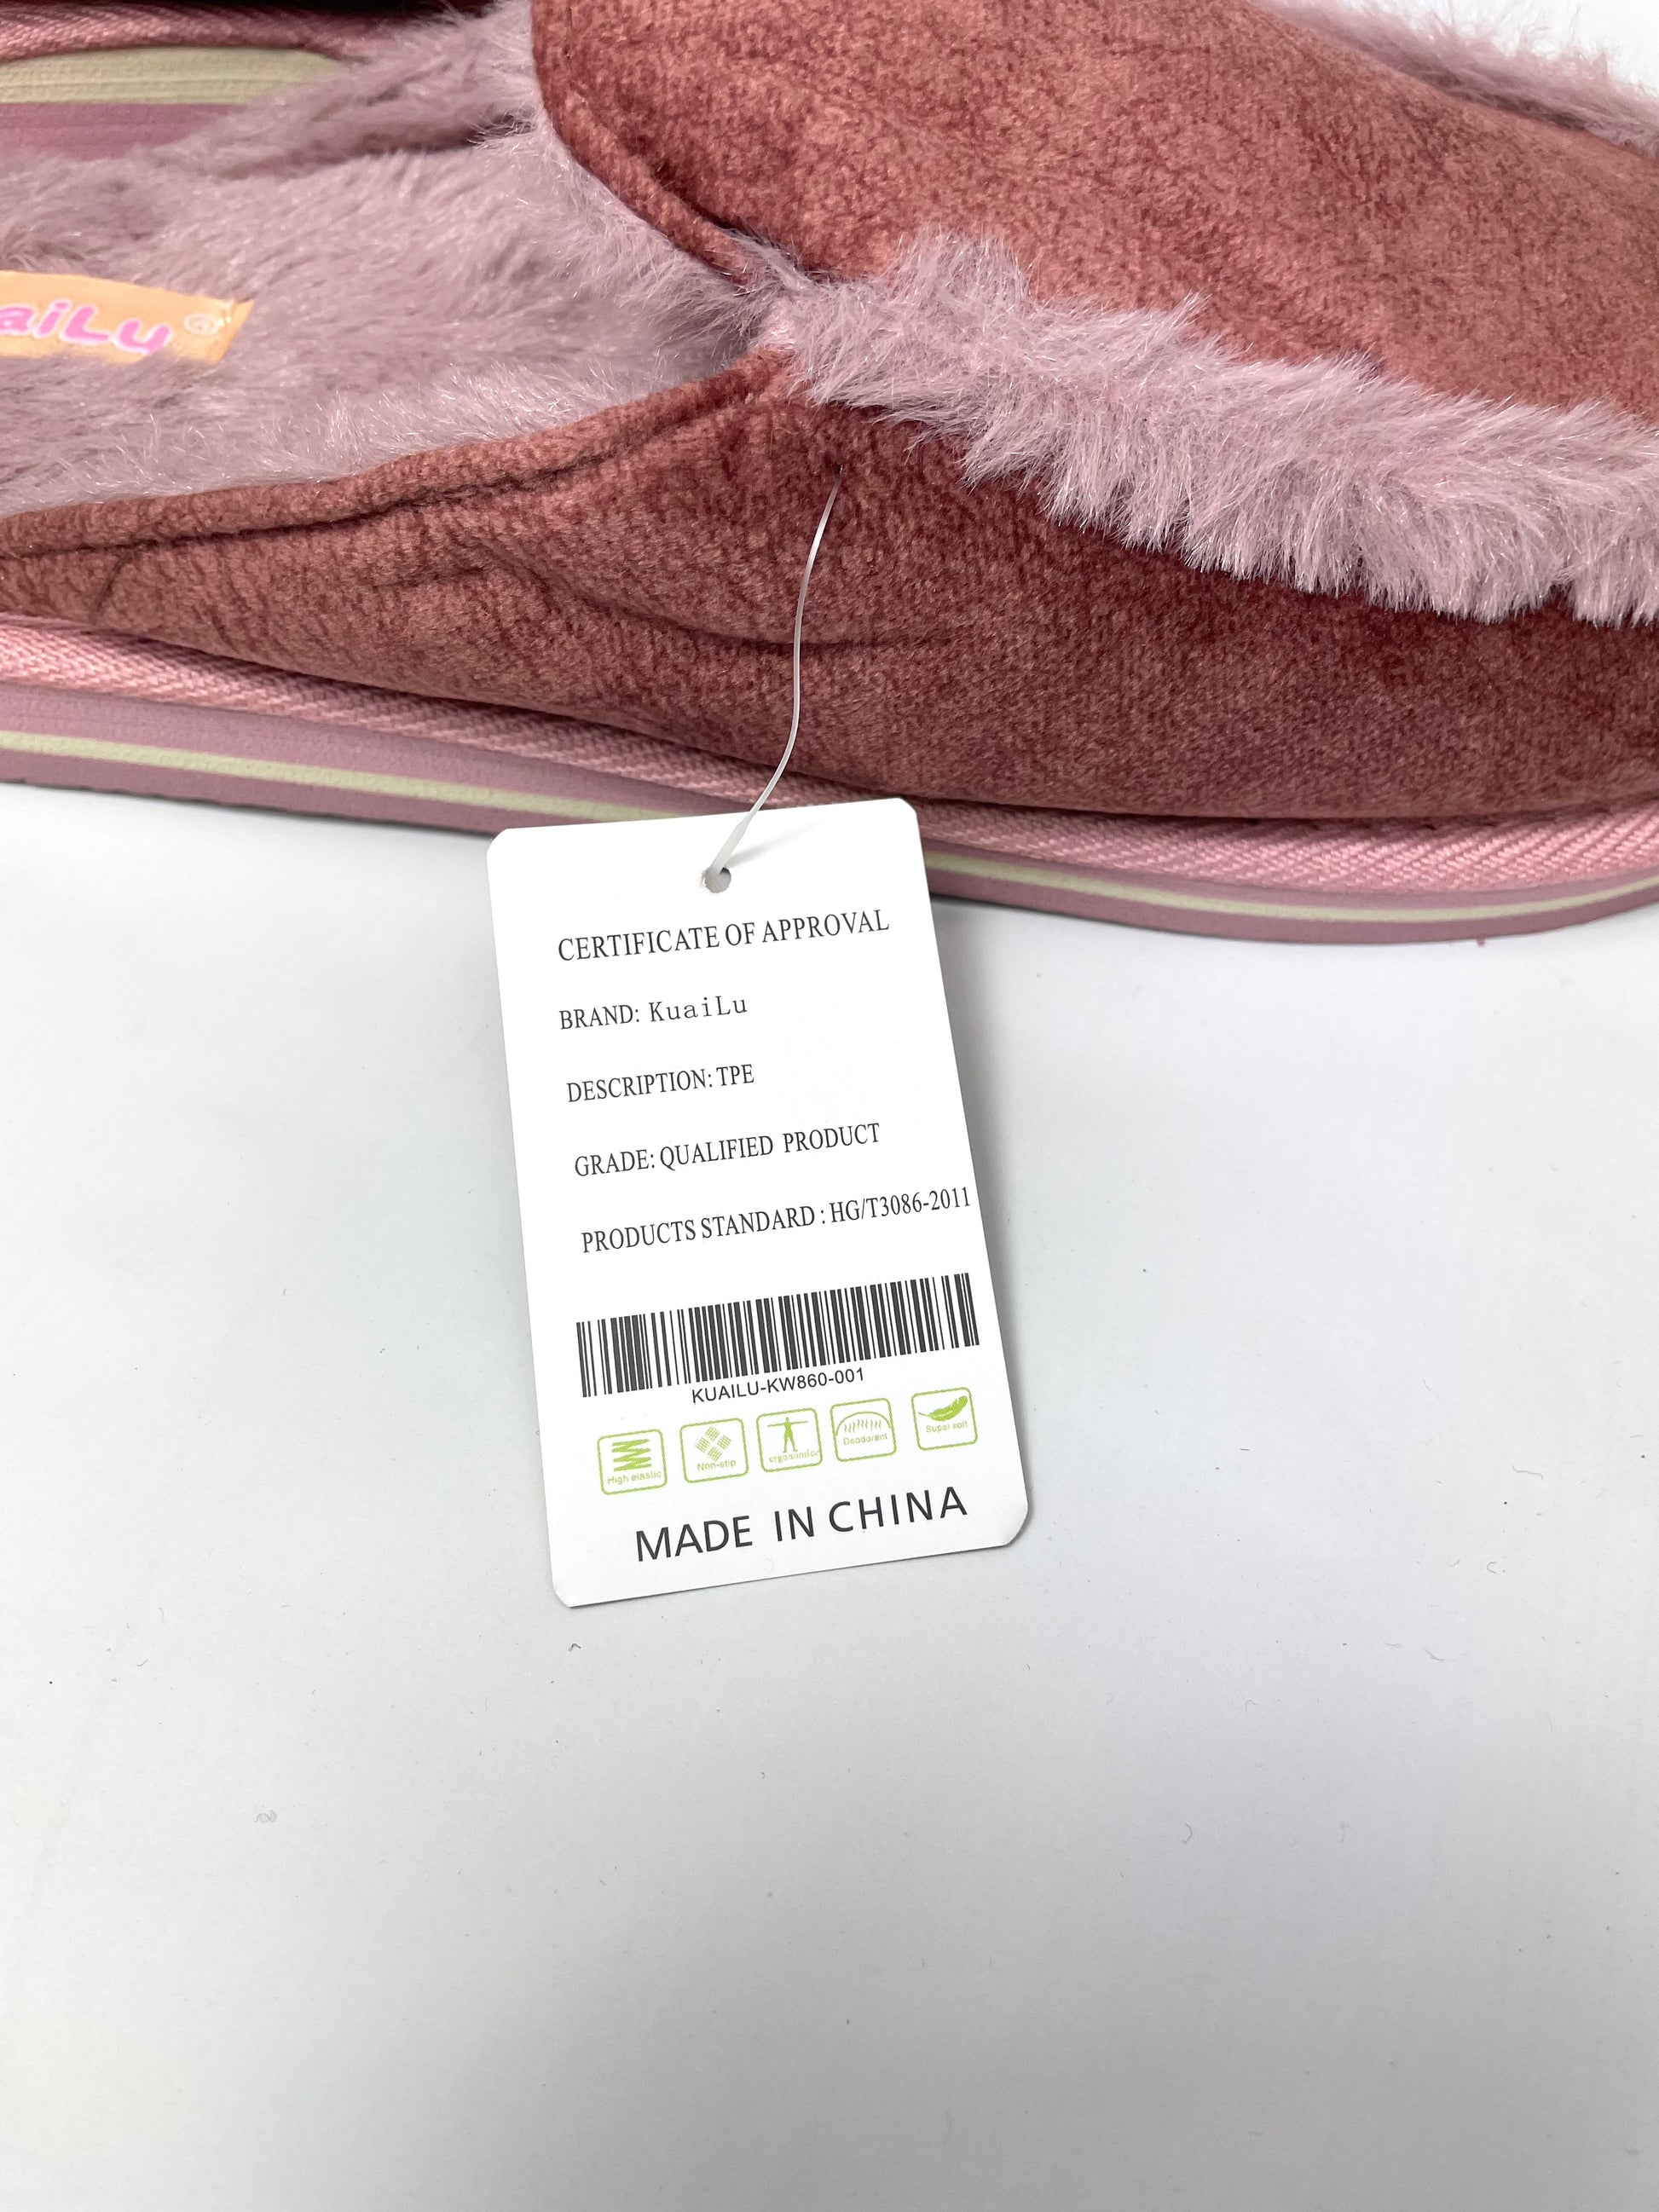 aiLu ®
CERTIFICATE OF APPROVAL
BRAND: KuaiLu
DESCRIPTION: TPE
GRADE: QUALIFIED PRODUCT
PRODUCTS STANDARD : HG/T3086-2011
KUAILU-KW860-001
High elastic
Non-slip
ergonomics
Deodorant
Super soft
MADE IN CHINA